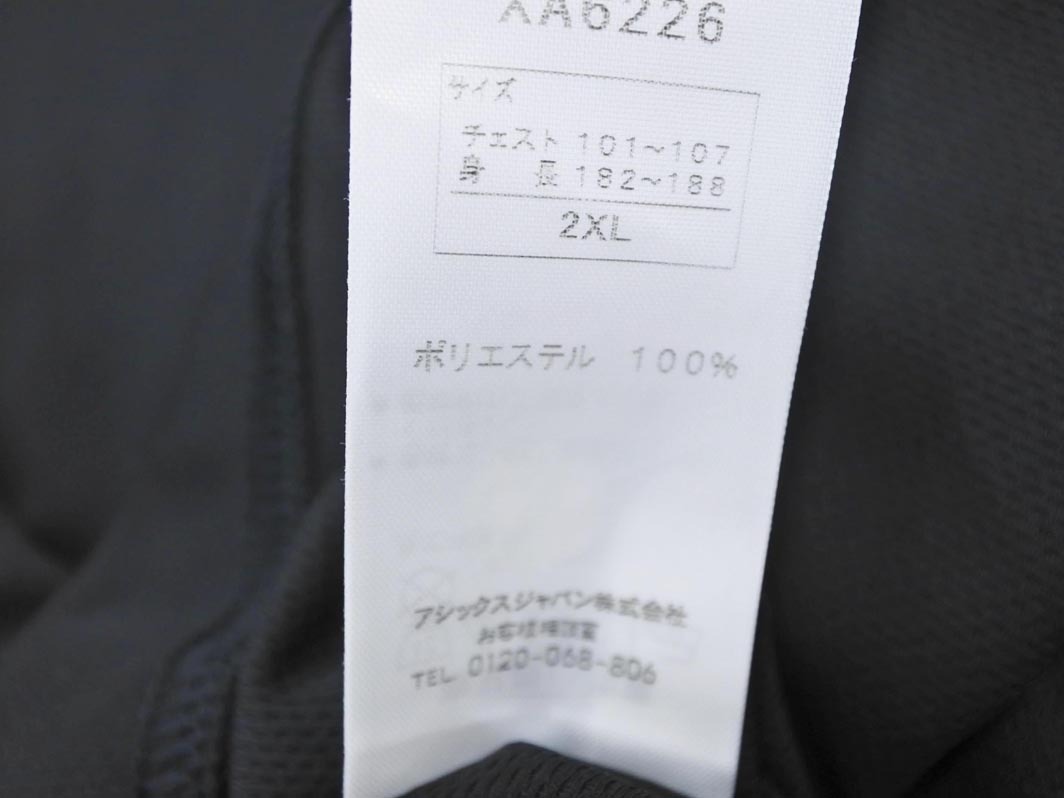 XA6226
サイズ
チェスト 101~107
身 長 182~188
2XL
ポリエステル 100%
アシックスジャパン株式会社
お客様相談室
TEL. 0120-068-806